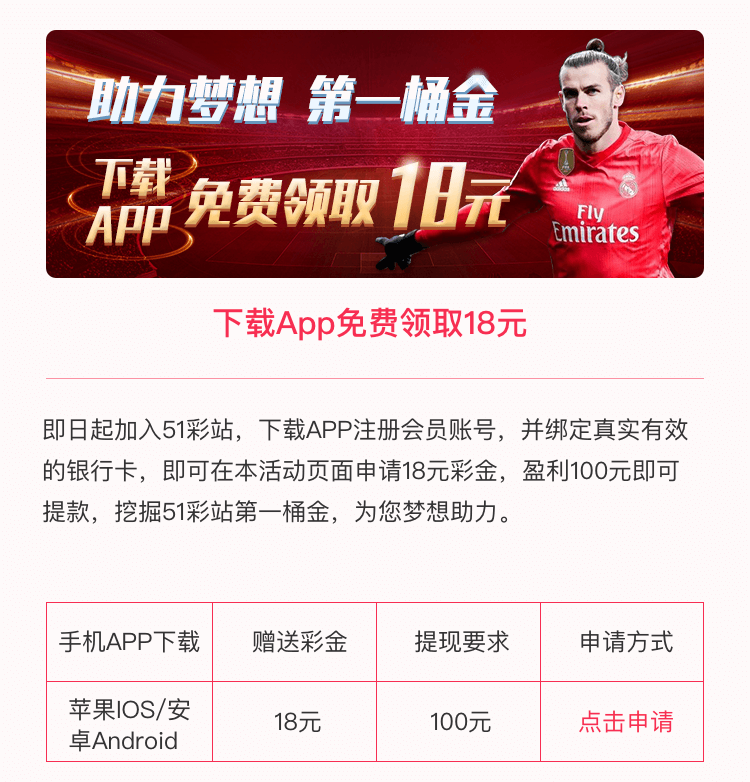 助力梦想 第一桶金
下载
APP
免费领取18元
adidas
Fly
Emirates
下载App免费领取18元
即日起加入51彩站，下载APP注册会员账号，并绑定真实有效
的银行卡，即可在本活动页面申请18元彩金，盈利100元即可
提款，挖掘51彩站第一桶金，为您梦想助力。
手机APP下载 赠送彩金 提现要求 申请方式
苹果IOS/安
卓Android
18元 100元 点击申请